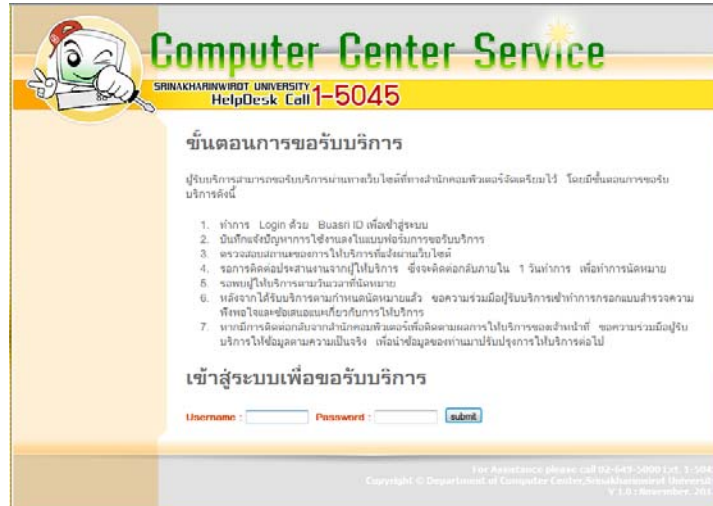 Computer Center Service
SRINAKHARINWIROT UNIVERSITY
HelpDesk Call 1-5045
ขั้นตอนการขอรับบริการ
ผู้รับบริการสามารถขอรับบริการผ่านทางเว็บไซต์ที่ทางสำนักคอมพิวเตอร์จัดเตรียมไว้ โดยมีขั้นตอนการขอรับ
บริการดังนี้
1. ทำการ Login ด้วย Buasri ID เพื่อเข้าสู่ระบบ
2. บันทึกแจ้งปัญหาการใช้งานลงในแบบฟอร์มการขอรับบริการ
3. ตรวจสอบสถานะของการให้บริการที่แจ้งผ่านเว็บไซต์
4. รอการติดต่อประสานงานจากผู้ให้บริการ ซึ่งจะติดต่อกลับภายใน 1 วันทำการ เพื่อทำการนัดหมาย
5. รอพบผู้ให้บริการตามวันเวลาที่นัดหมาย
6. หลังจากได้รับบริการตามกำหนดนัดหมายแล้ว ขอความร่วมมือผู้รับบริการเข้าทำการกรอกแบบสำรวจความ
พึงพอใจและข้อเสนอแนะเกี่ยวกับการให้บริการ
7. หากมีการติดต่อกลับจากสำนักคอมพิวเตอร์เพื่อติดตามผลการให้บริการของเจ้าหน้าที่ ขอความร่วมมือผู้รับ
บริการให้ข้อมูลตามความเป็นจริง เพื่อนำข้อมูลของท่านมาปรับปรุงการให้บริการต่อไป
เข้าสู่ระบบเพื่อขอรับบริการ
Username : Password : submit
For Assistance please call 02-649-5000 Ext. 1-504
Copyright © Department of Computer Center,Srinakharinwirot Universit
V 1.0 : November, 201